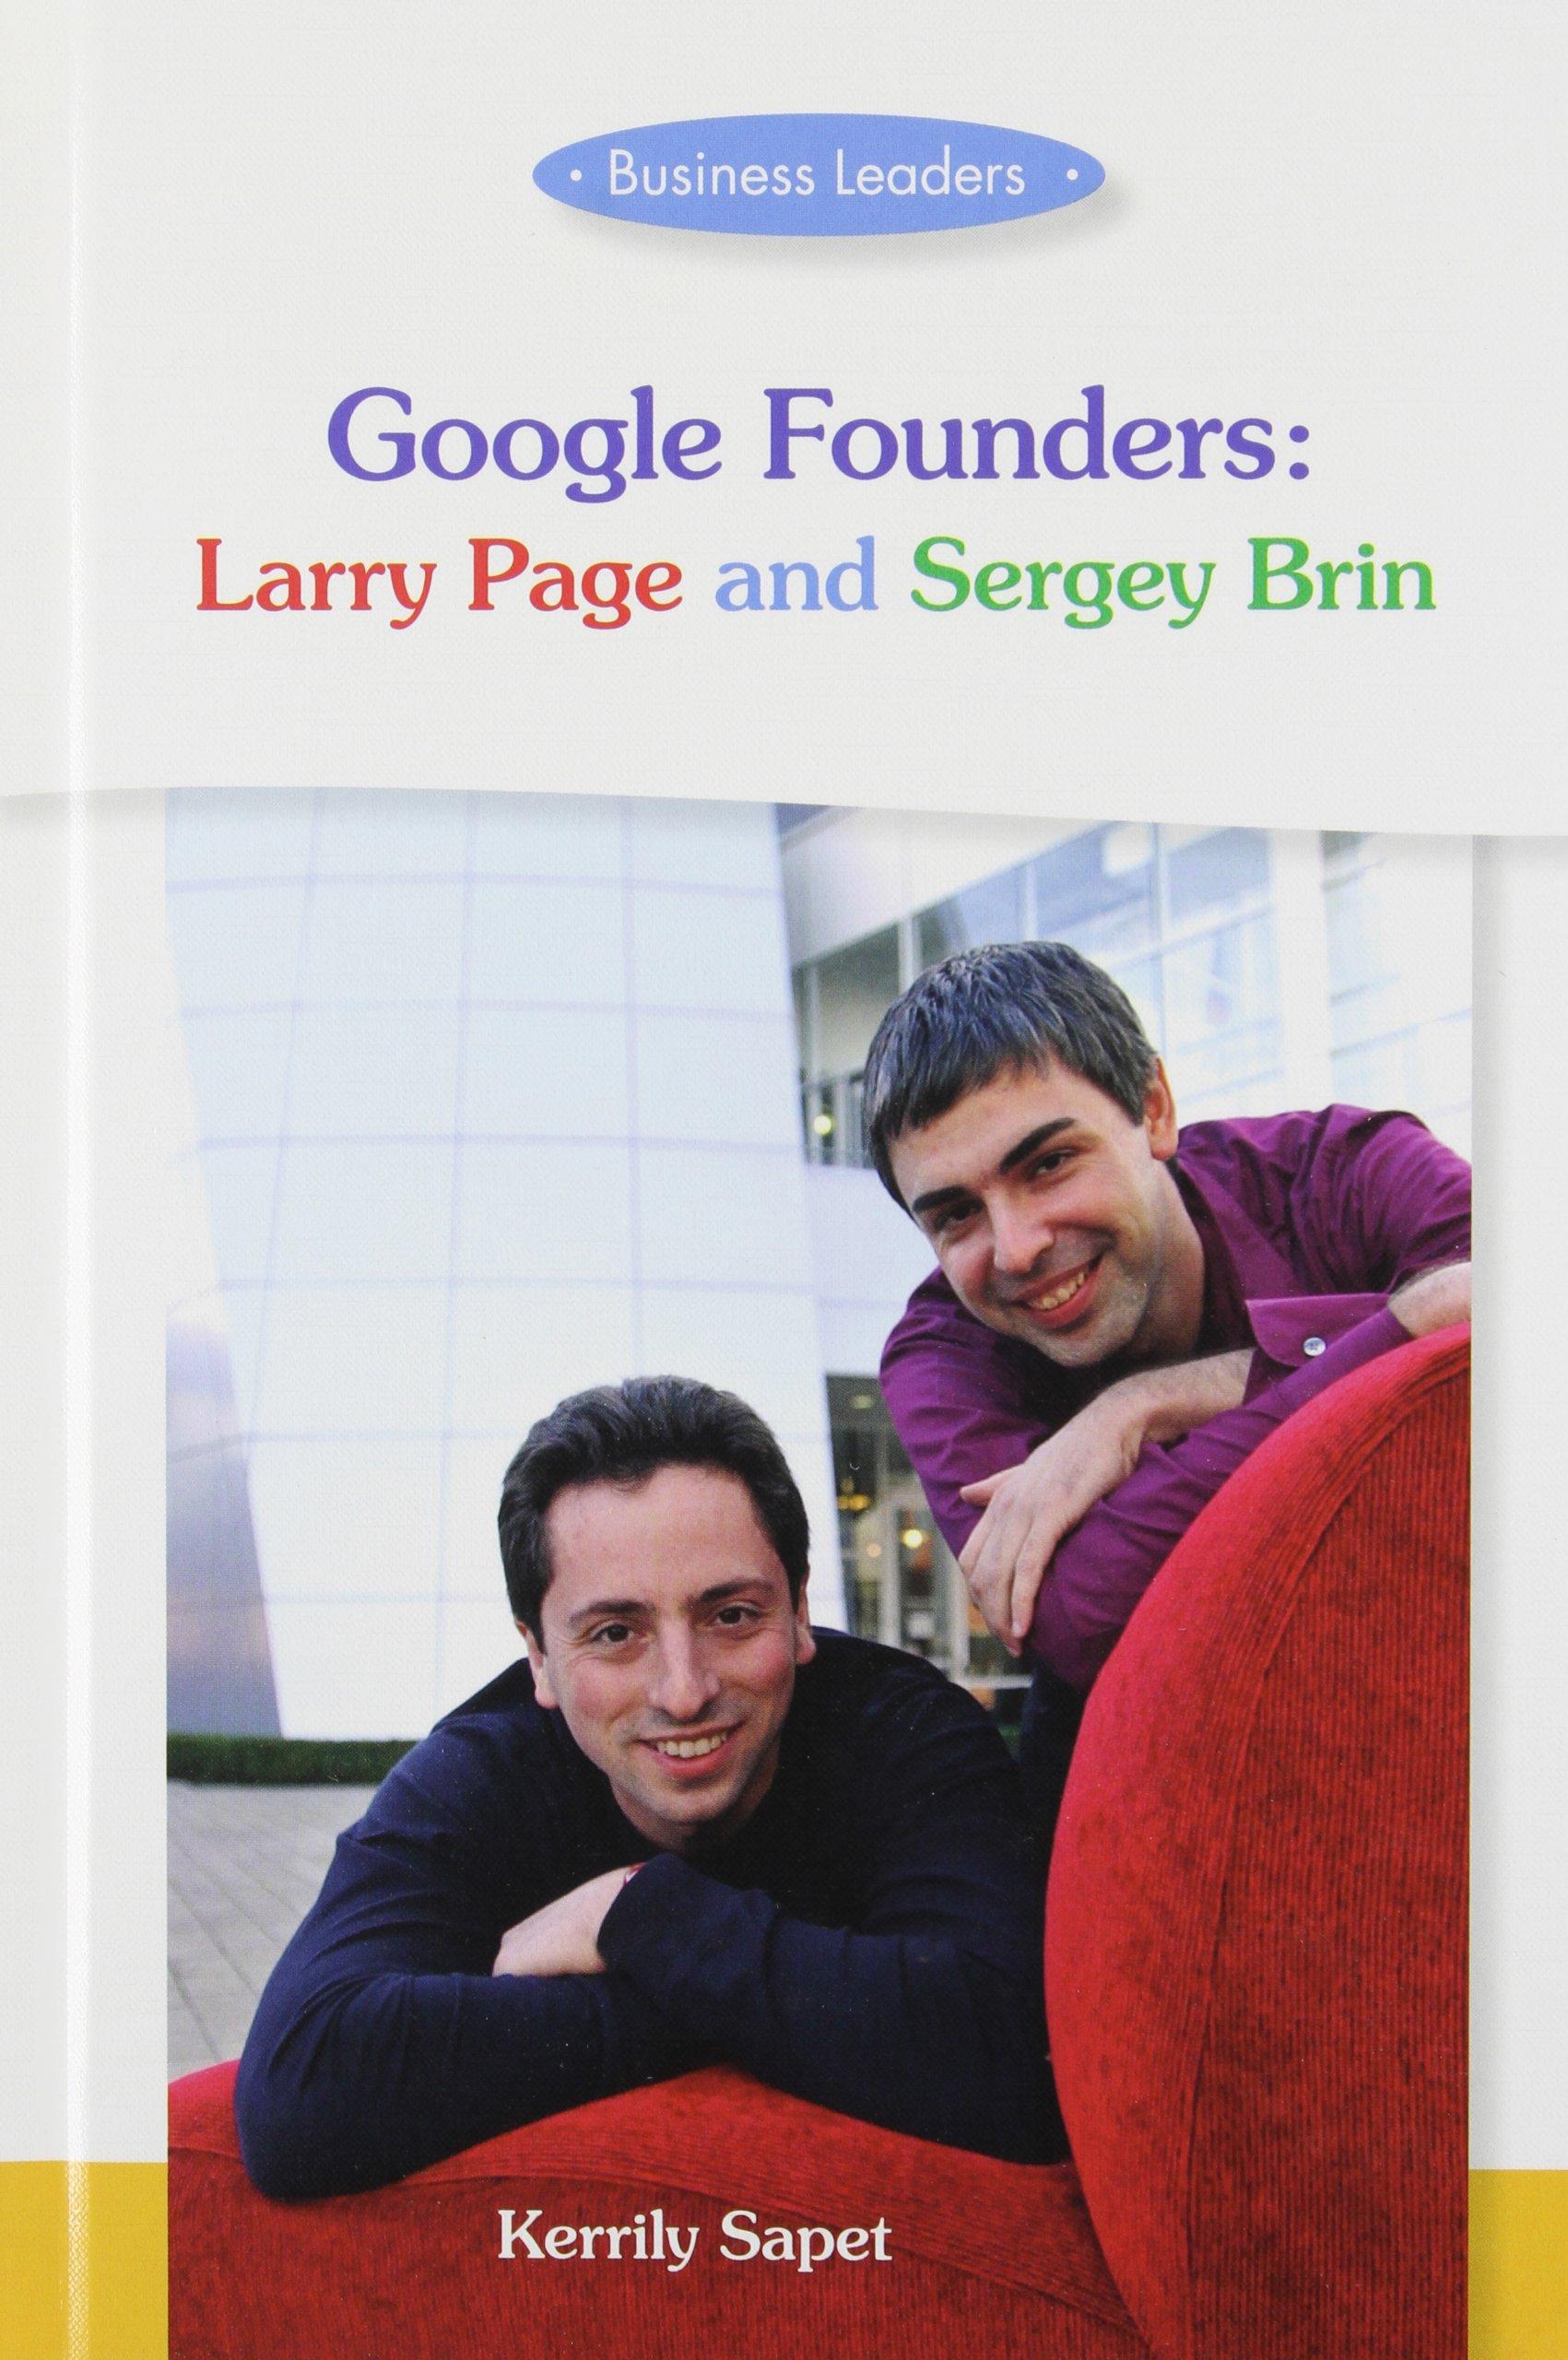 • Business Leaders •
Google Founders:
Larry Page and Sergey Brin
Kerrily Sapet